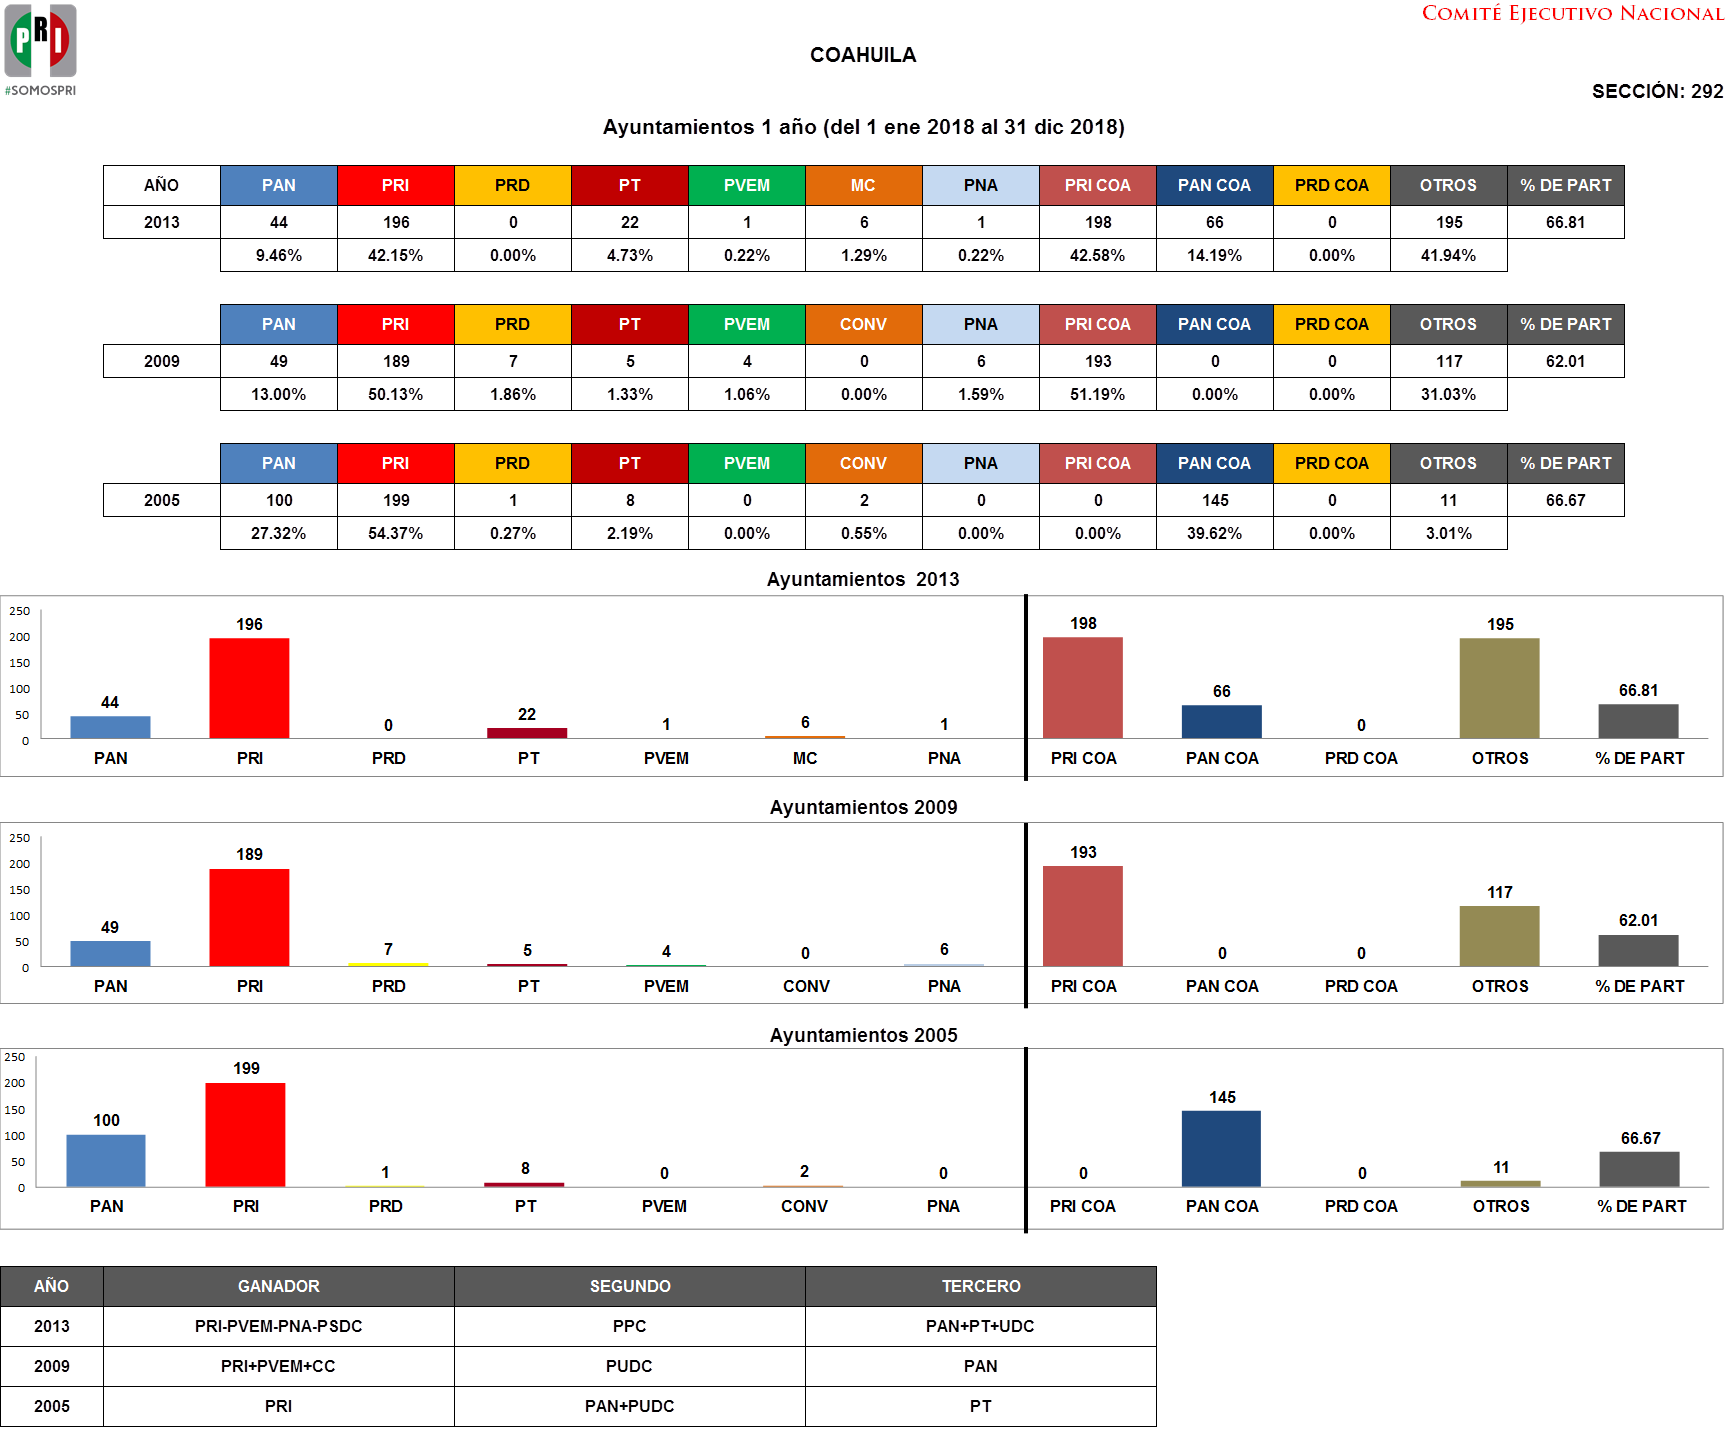 COMITÉ EJECUTIVO NACIONAL
PRI
#SOMOSPRI
COAHUILA
SECCIÓN: 292
Ayuntamientos 1 año (del 1 ene 2018 al 31 dic 2018)
AÑO PAN PRI PRD PT PVEM MC PNA PRI COA PAN COA PRD COA OTROS % DE PART
2013 44 196 0 22 1 6 1 198 66 0 195 66.81
9.46% 42.15% 0.00% 4.73% 0.22% 1.29% 0.22% 42.58% 14.19% 0.00% 41.94%
PAN PRI PRD PT PVEM CONV PNA PRI COA PAN COA PRD COA OTROS % DE PART
2009 49 189 7 5 4 0 6 193 0 0 117 62.01
13.00% 50.13% 1.86% 1.33% 1.06% 0.00% 1.59% 51.19% 0.00% 0.00% 31.03%
PAN PRI PRD PT PVEM CONV PNA PRI COA PAN COA PRD COA OTROS % DE PART
2005 100 199 1 8 0 2 0 0 145 0 11 66.67
27.32% 54.37% 0.27% 2.19% 0.00% 0.55% 0.00% 0.00% 39.62% 0.00% 3.01%
Ayuntamientos 2013
250
200
150
100
50
0
44 196 0 22 1 6 1 198 66 0 195 66.81
PAN PRI PRD PT PVEM MC PNA PRI COA PAN COA PRD COA OTROS % DE PART
Ayuntamientos 2009
250
200
150
100
50
0
49 189 7 5 4 0 6 193 0 0 117 62.01
PAN PRI PRD PT PVEM CONV PNA PRI COA PAN COA PRD COA OTROS % DE PART
Ayuntamientos 2005
250
200
150
100
50
0
100 199 1 8 0 2 0 0 145 0 11 66.67
PAN PRI PRD PT PVEM CONV PNA PRI COA PAN COA PRD COA OTROS % DE PART
AÑO GANADOR SEGUNDO TERCERO
2013 PRI-PVEM-PNA-PSDC PPC PAN+PT+UDC
2009 PRI+PVEM+CC PUDC PAN
2005 PRI PAN+PUDC PT